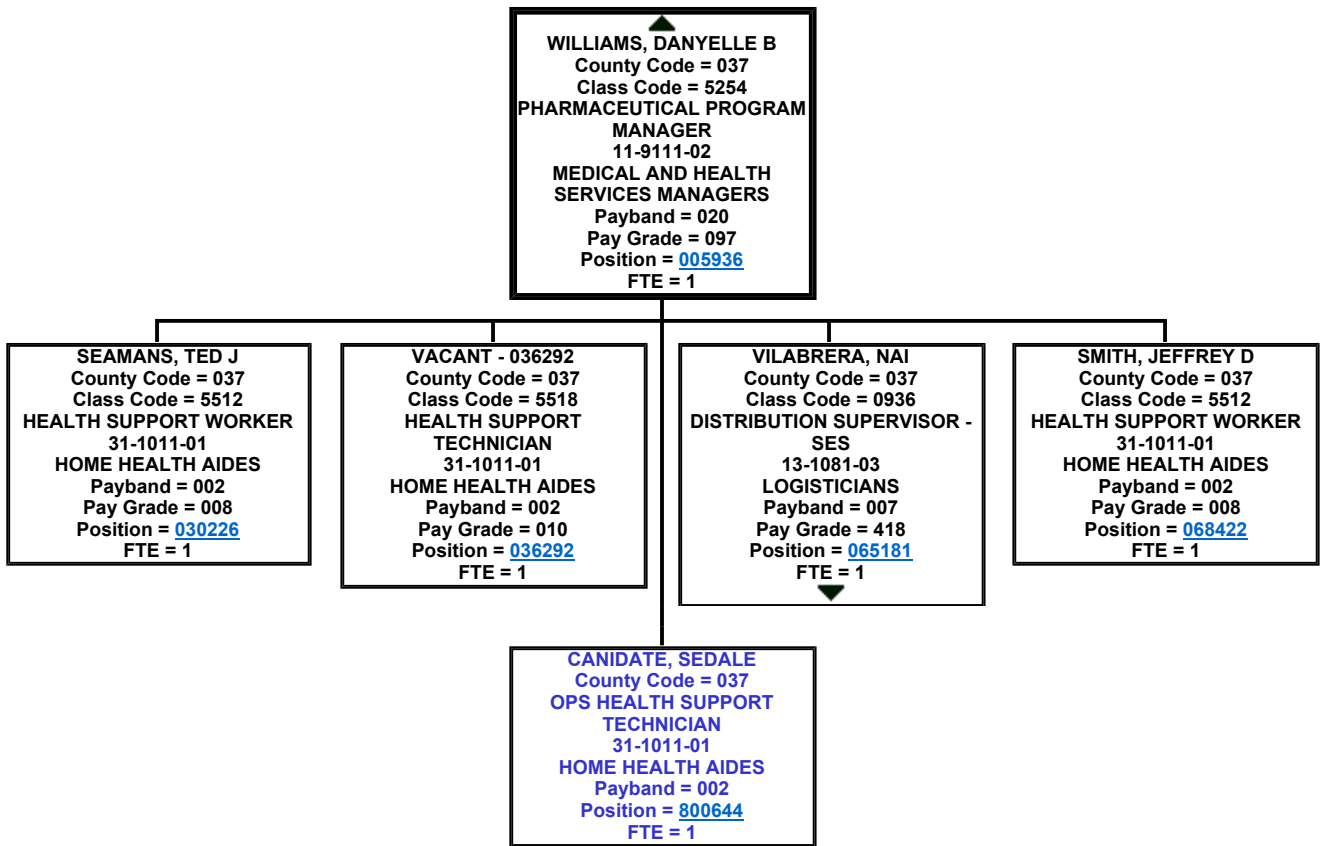 WILLIAMS, DANYELLE B
County Code = 037
Class Code = 5254
PHARMACEUTICAL PROGRAM
MANAGER
11-9111-02
MEDICAL AND HEALTH
SERVICES MANAGERS
Payband = 020
Pay Grade = 097
Position = 005936
FTE = 1
SEAMANS, TED J
County Code = 037
Class Code = 5512
HEALTH SUPPORT WORKER
31-1011-01
HOME HEALTH AIDES
Payband = 002
Pay Grade = 008
Position = 030226
FTE = 1
VACANT - 036292
County Code = 037
Class Code = 5518
HEALTH SUPPORT
TECHNICIAN
31-1011-01
HOME HEALTH AIDES
Payband = 002
Pay Grade = 010
Position = 036292
FTE = 1
VILABRERA, NAI
County Code = 037
Class Code = 0936
DISTRIBUTION SUPERVISOR -
SES
13-1081-03
LOGISTICIANS
Payband = 007
Pay Grade = 418
Position = 065181
FTE = 1
SMITH, JEFFREY D
County Code = 037
Class Code = 5512
HEALTH SUPPORT WORKER
31-1011-01
HOME HEALTH AIDES
Payband = 002
Pay Grade = 008
Position = 068422
FTE = 1
CANIDATE, SEDALE
County Code = 037
OPS HEALTH SUPPORT
TECHNICIAN
31-1011-01
HOME HEALTH AIDES
Payband = 002
Position = 800644
FTE = 1